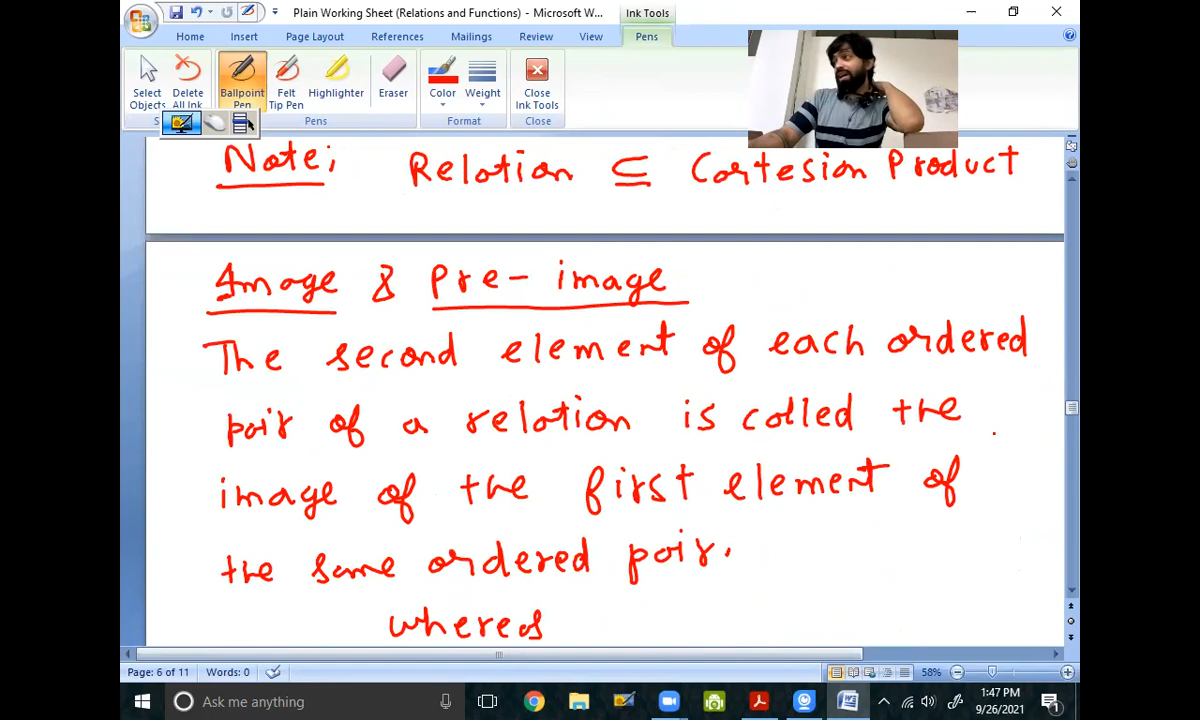 Plain Working Sheet (Relations and Functions) - Microsoft W...
Ink Tools
Home Insert Page Layout References Mailings Review View Pens
Select Objects
Delete All Ink
Ballpoint Pen
Felt Tip Pen
Highlighter
Eraser
Color
Weight
Close Ink Tools
Pens
Format
Close
Note; Relation ⊆ Cartesion Product
Image & Pre-image
The second element of each ordered
pair of a relation is called the
image of the first element of
the same ordered pair.
whereas
Page: 6 of 11 Words: 0 58%
Ask me anything
1:47 PM
9/26/2021